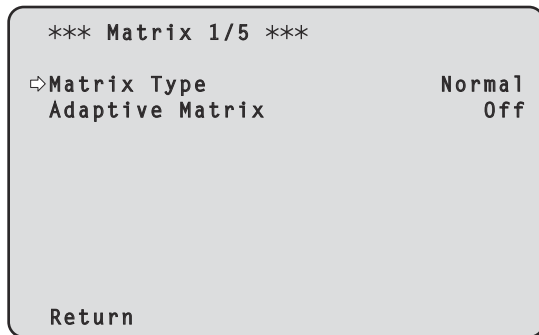 *** Matrix 1/5 ***
⇨Matrix Type Normal
Adaptive Matrix Off
Return